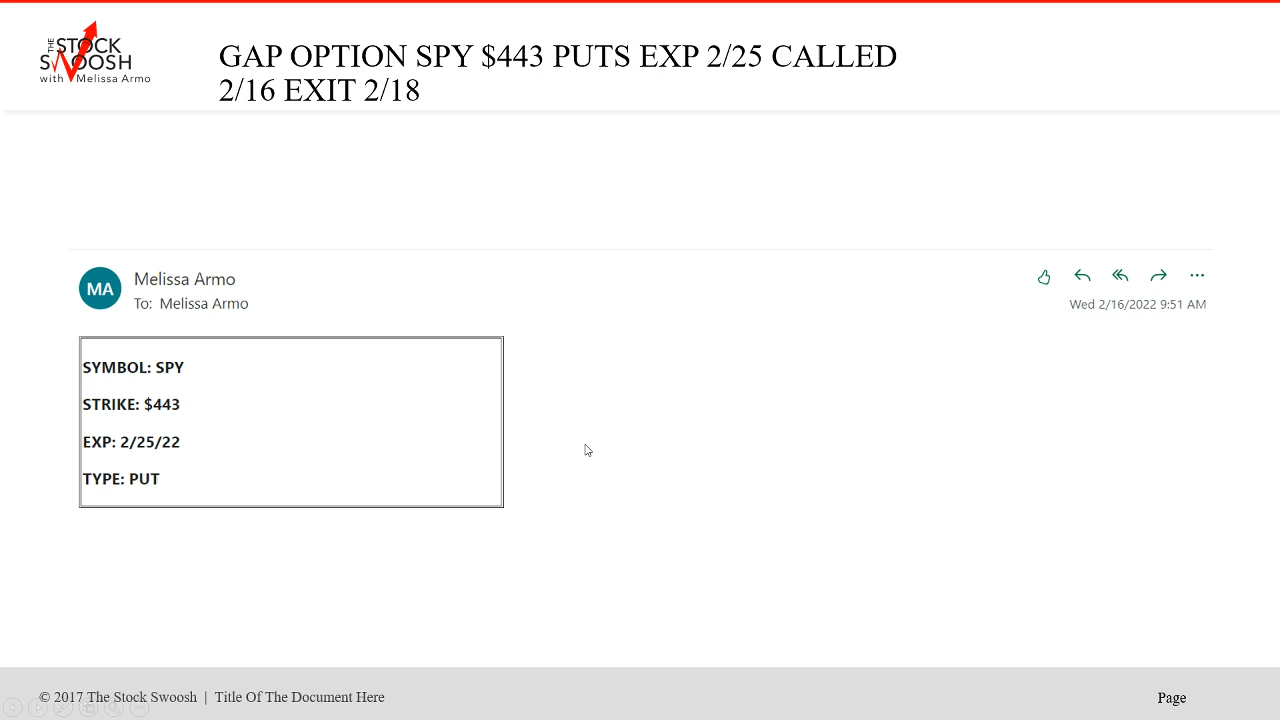 THE
STOCK
SWOOSH
with Melissa Armo
GAP OPTION SPY $443 PUTS EXP 2/25 CALLED
2/16 EXIT 2/18
MA
Melissa Armo
To: Melissa Armo
Wed 2/16/2022 9:51 AM
SYMBOL: SPY
STRIKE: $443
EXP: 2/25/22
TYPE: PUT
© 2017 The Stock Swoosh | Title Of The Document Here
Page